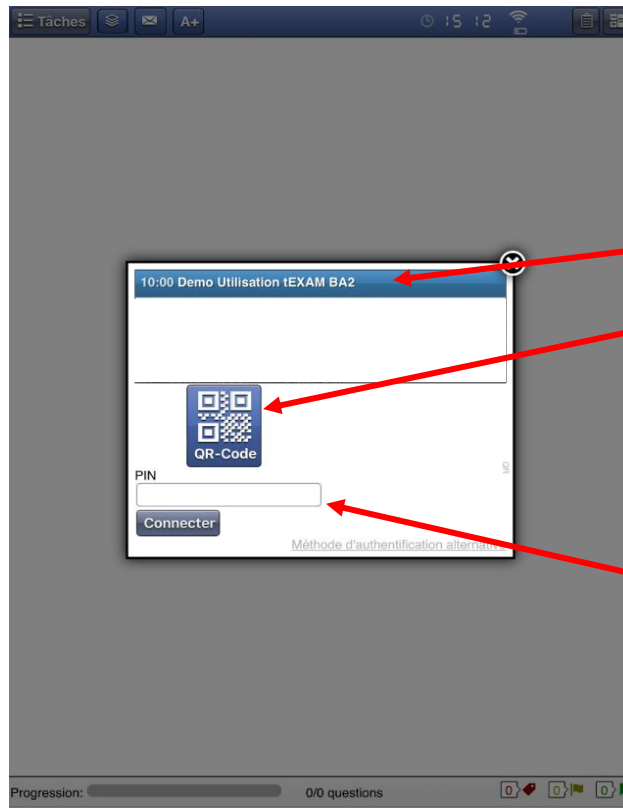 Tâches A+ 15 12
10:00 Demo Utilisation tEXAM BA2
QR-Code
PIN
Connecter
Méthode d'authentification alternative
Progression: 0/0 questions 0 0 0